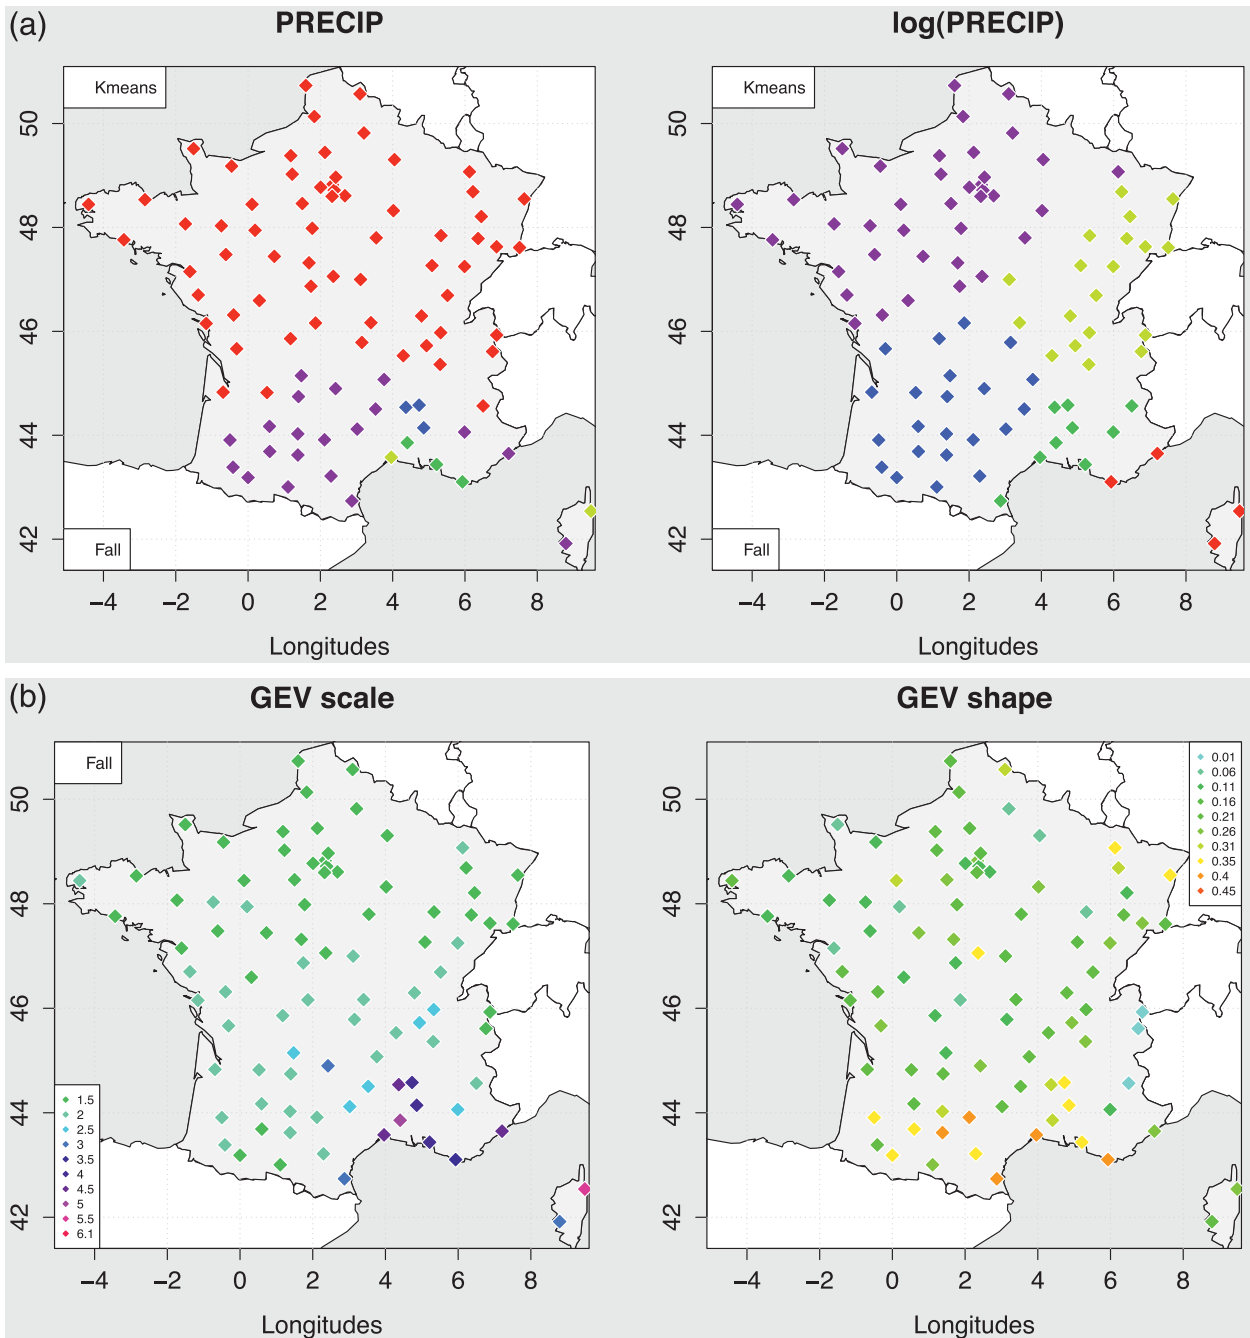 (a)
PRECIP
log(PRECIP)
Kmeans
Kmeans
50
48
46
44
42
Fall
−4 −2 0 2 4 6 8
Longitudes
50
48
46
44
42
Fall
−4 −2 0 2 4 6 8
Longitudes
(b)
GEV scale
GEV shape
Fall
50
48
46
44
42
1.5
2
2.5
3
3.5
4
4.5
5
5.5
6.1
−4 −2 0 2 4 6 8
Longitudes
0.01
0.06
0.11
0.16
0.21
0.26
0.31
0.35
0.4
0.45
50
48
46
44
42
−4 −2 0 2 4 6 8
Longitudes